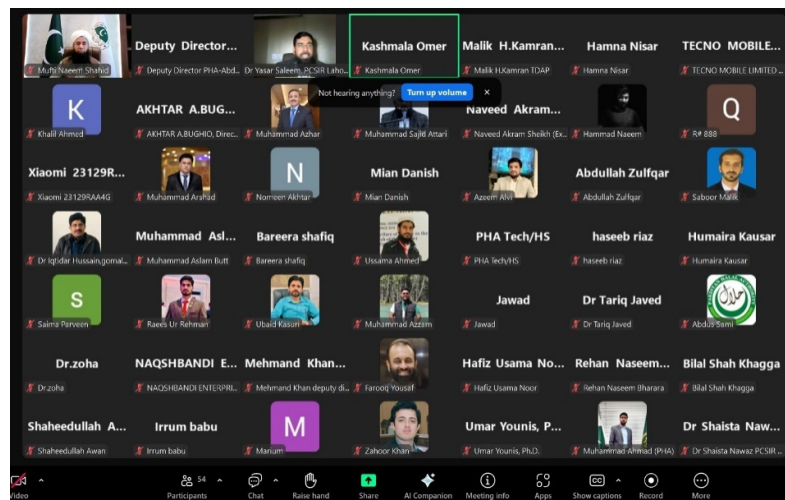 Deputy Director...
Kashmala Omer
Malik H.Kamran...
Hamna Nisar
TECNO MOBILE...
Mufti Naeem Shahid
Deputy Director PHA-Abd...
Dr Yasar Saleem, PCSIR Laho...
Kashmala Omer
Malik H.Kamran TDAP
Hamna Nisar
TECNO MOBILE LIMITED ...
Not hearing anything?
Turn up volume
K
AKHTAR A.BUG...
Naveed Akram...
Q
Khalil Ahmed
AKHTAR A.BUGHIO, Direc...
Muhammad Azhar
Muhammad Sajid Attari
Naveed Akram Sheikh (Ex...
Hammad Naeem
R# 888
Xiaomi 23129R...
N
Mian Danish
Abdullah Zulfqar
Xiaomi 23129RAA4G
Muhammad Arshad
Nomeen Akhtar
Mian Danish
Azeem Alvi
Abdullah Zulfqar
Saboor Malik
Muhammad Asl...
Bareera shafiq
PHA Tech/HS
haseeb riaz
Humaira Kausar
Dr Iqtidar Hussain,gomal...
Muhammad Aslam Butt
Bareera shafiq
Ussama Ahmed
PHA Tech/HS
haseeb riaz
Humaira Kausar
S
Jawad
Dr Tariq Javed
حلال
Saima Parveen
Raees Ur Rehman
Ubaid Kasuri
Muhammad Azzam
Jawad
Dr Tariq Javed
Abdus Sami
Dr.zoha
NAQSHBANDI E...
Mehmand Khan...
Hafiz Usama No...
Rehan Naseem...
Bilal Shah Khagga
Dr.zoha
NAQSHBANDI ENTERPRI...
Mehmand Khan deputy di...
Farooq Yousaf
Hafiz Usama Noor
Rehan Naseem Bharara
Bilal Shah Khagga
Shaheedullah A...
Irrum babu
M
Umar Younis, P...
Dr Shaista Naw...
Shaheedullah Awan
Irrum babu
Marium
Zahoor Khan
Umar Younis, Ph.D.
Muhammad Ahmad (PHA)
Dr Shaista Nawaz PCSIR ...
54
CC
Video
Participants
Chat
Raise hand
Share
AI Companion
Meeting info
Apps
Show captions
Record
More